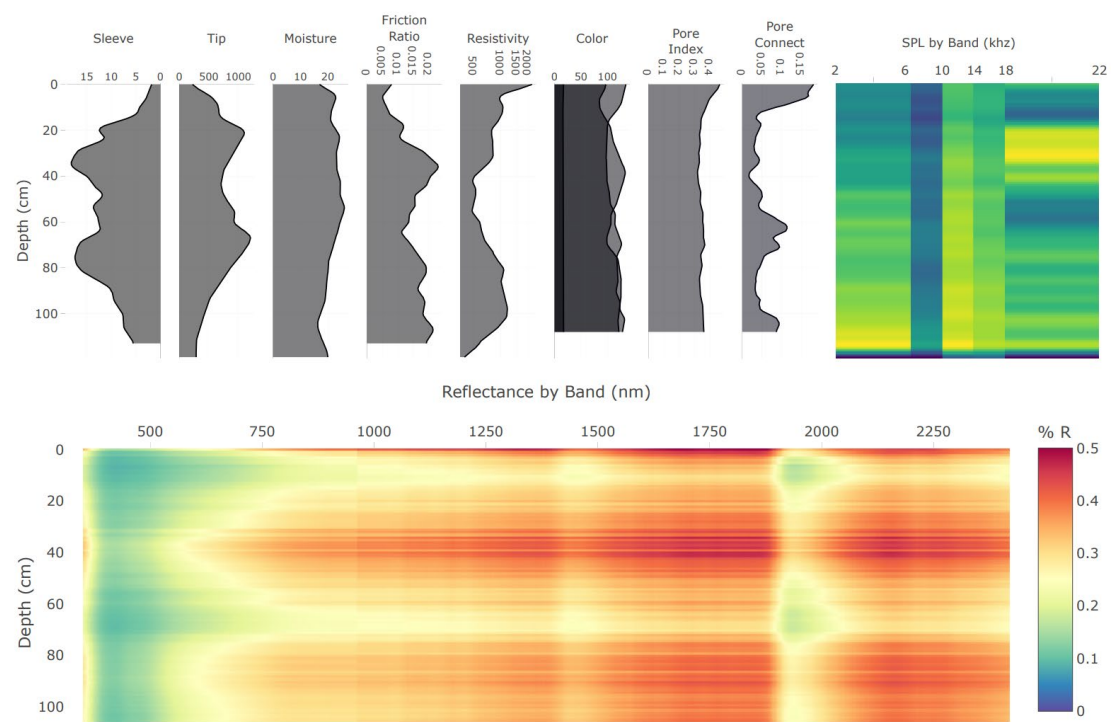 Sleeve
Tip
Moisture
Friction
Ratio
Resistivity
Color
Pore
Index
Pore
Connect
SPL by Band (khz)
15 10 5 0
0 500 1000
0 10 20
0 0.005 0.01 0.015 0.02
500 1000 1500 2000
0 50 100
0 0.1 0.2 0.3 0.4
0 0.05 0.1 0.15
2 6 10 14 18 22
Depth (cm)
0
20
40
60
80
100
Reflectance by Band (nm)
500 750 1000 1250 1500 1750 2000 2250
Depth (cm)
0
20
40
60
80
100
% R
0.5
0.4
0.3
0.2
0.1
0